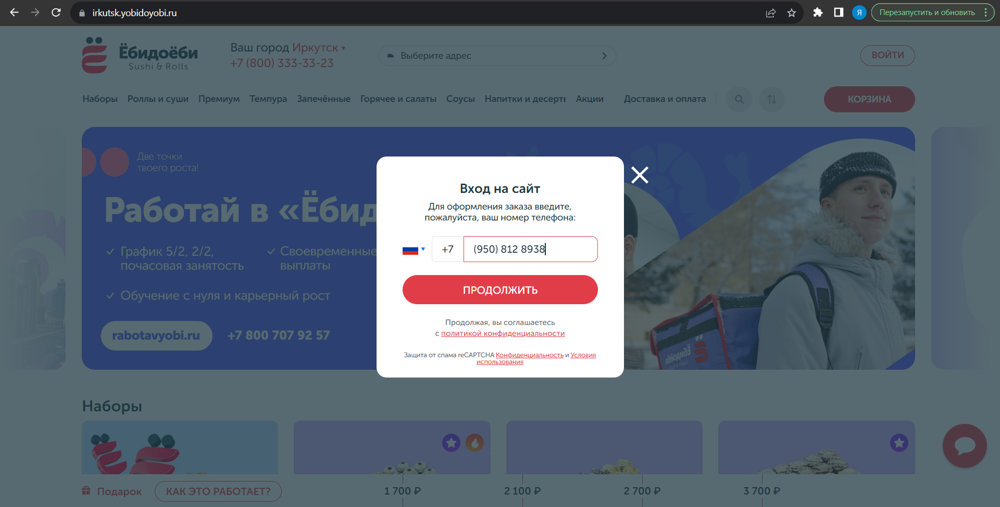 irkutsk.yobidoyobi.ru
Я
Перезапустить и обновить
Ёбидоёби
Sushi & Rolls
Ваш город Иркутск
+7 (800) 333-33-23
Выберите адрес
ВОЙТИ
Наборы Роллы и суши Премиум Темпура Запечённые Горячее и салаты Соусы Напитки и десерты Акции Доставка и оплата
КОРЗИНА
Две точки
твоего роста!
Работай в «Ёбид
График 5/2, 2/2,
почасовая занятость
Своевременные
выплаты
Обучение с нуля и карьерный рост
rabotavyobi.ru
+7 800 707 92 57
Вход на сайт
Для оформления заказа введите,
пожалуйста, ваш номер телефона:
+7 (950) 812 8938
ПРОДОЛЖИТЬ
Продолжая, вы соглашаетесь
с политикой конфиденциальности
Защита от спама reCAPTCHA Конфиденциальность и Условия
использования
Ёбидоёби
Наборы
Подарок
КАК ЭТО РАБОТАЕТ?
1 700 ₽
2 100 ₽
2 700 ₽
3 700 ₽